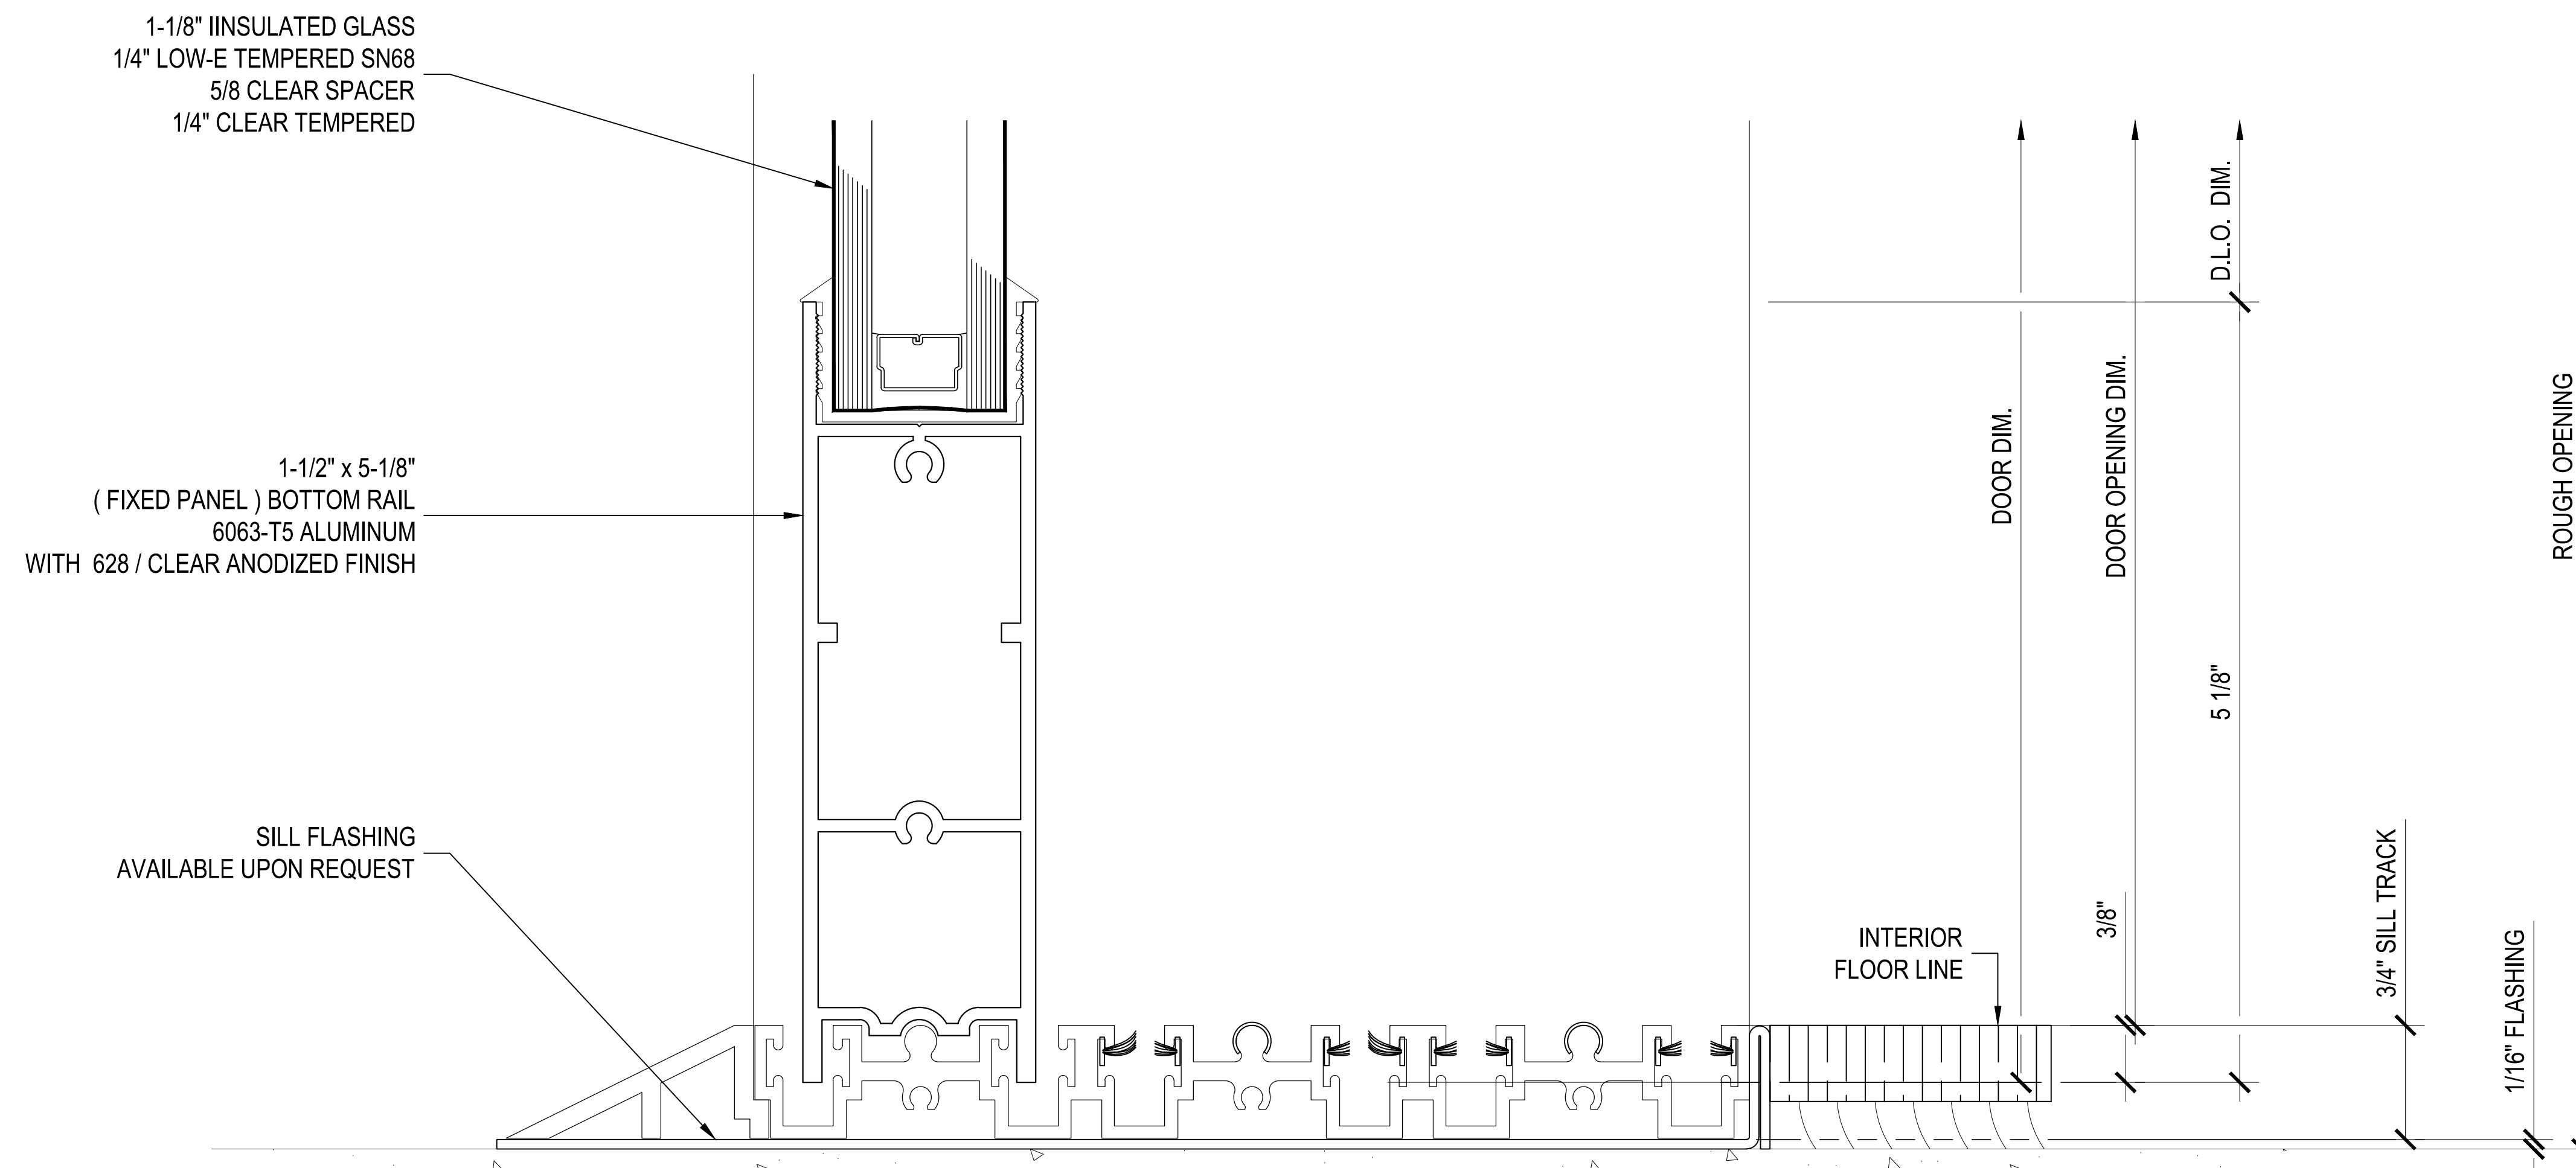 1-1/8" IINSULATED GLASS
1/4" LOW-E TEMPERED SN68
5/8 CLEAR SPACER
1/4" CLEAR TEMPERED
1-1/2" x 5-1/8"
( FIXED PANEL ) BOTTOM RAIL
6063-T5 ALUMINUM
WITH 628 / CLEAR ANODIZED FINISH
SILL FLASHING
AVAILABLE UPON REQUEST
INTERIOR
FLOOR LINE
DOOR DIM.
DOOR OPENING DIM.
3/8"
D.L.O. DIM.
5 1/8"
3/4" SILL TRACK
1/16" FLASHING
ROUGH OPENING